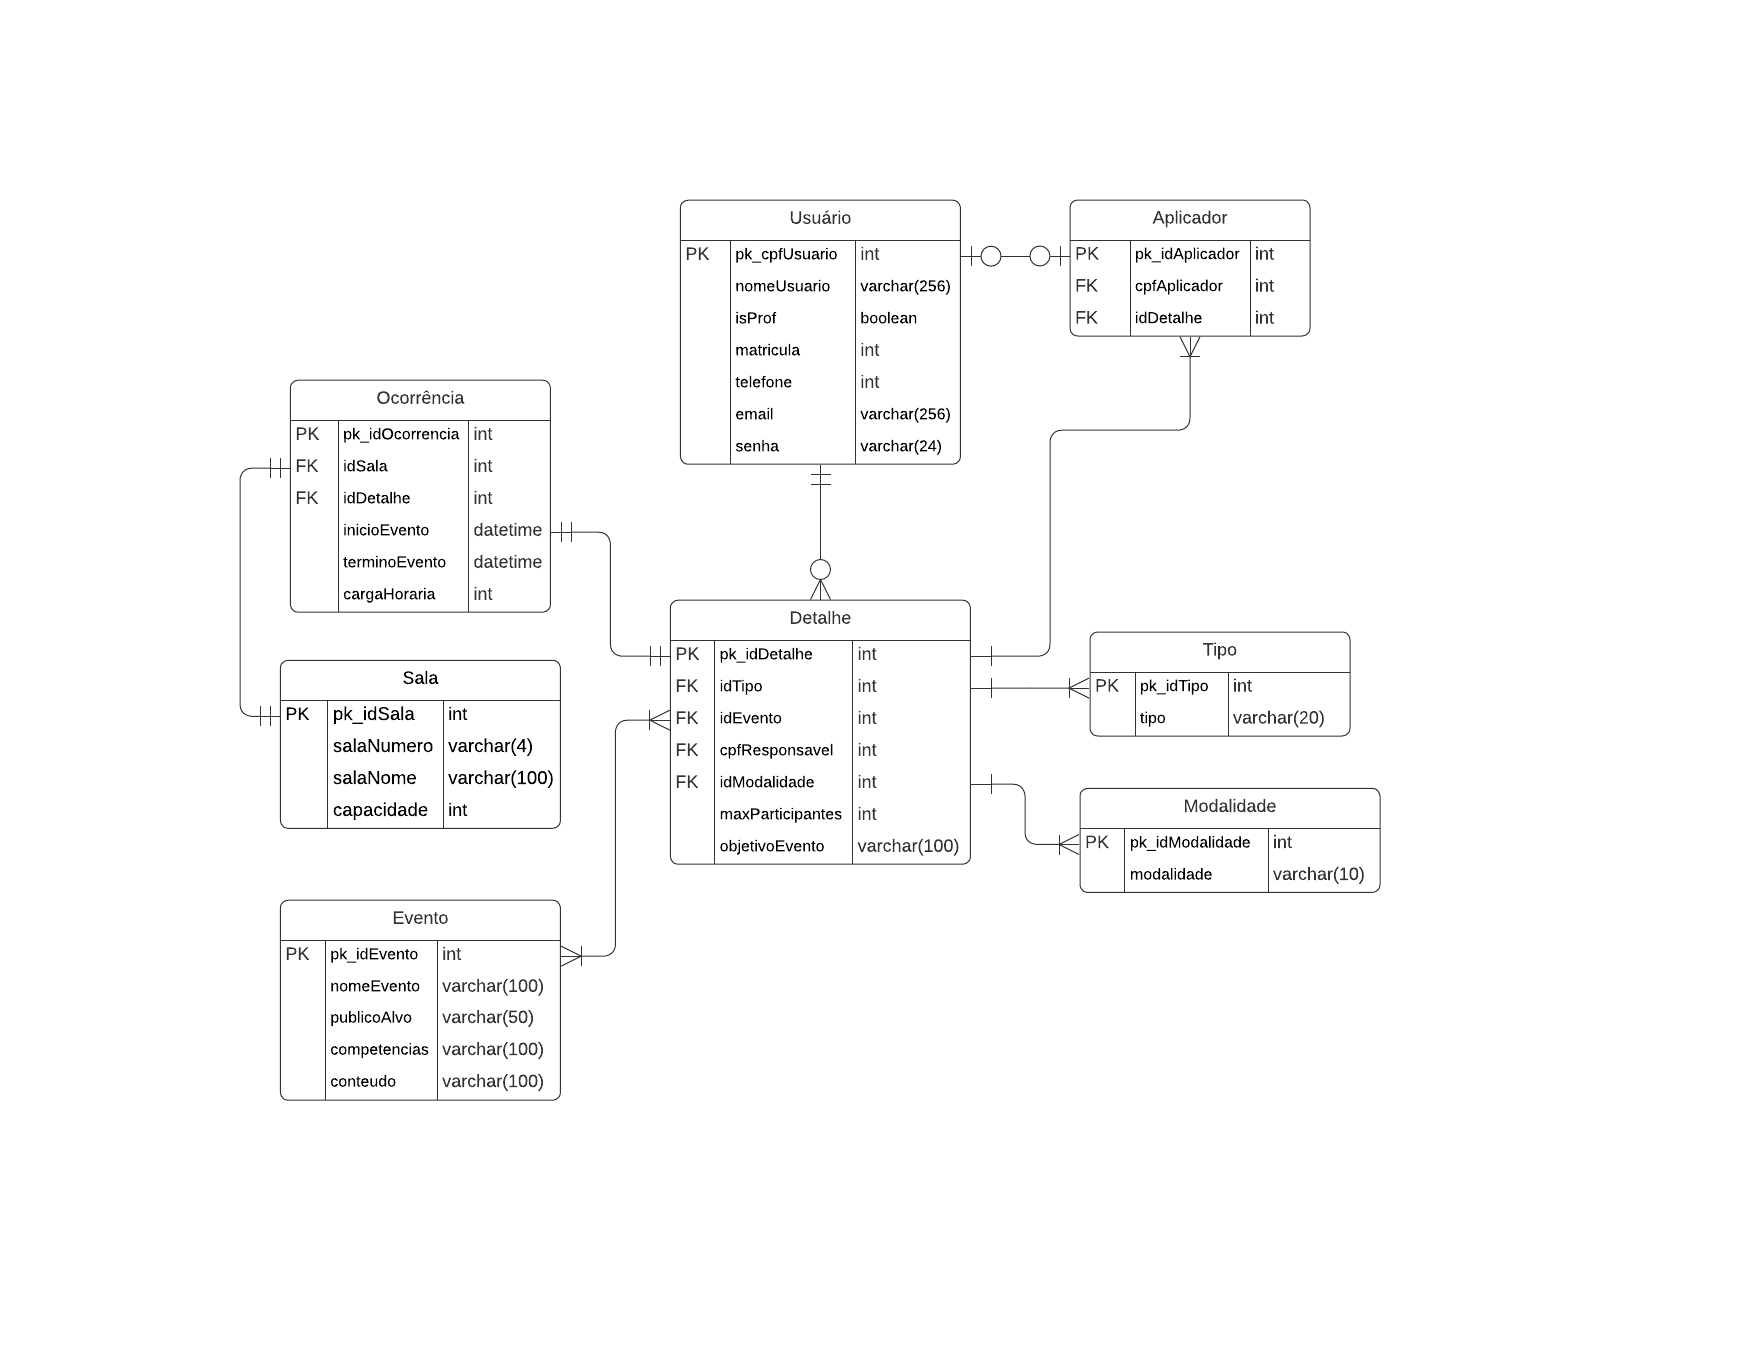 Usuário
PK pk_cpfUsuario int
nomeUsuario varchar(256)
isProf boolean
matricula int
telefone int
email varchar(256)
senha varchar(24)
Aplicador
PK pk_idAplicador int
FK cpfAplicador int
FK idDetalhe int
Ocorrência
PK pk_idOcorrencia int
FK idSala int
FK idDetalhe int
inicioEvento datetime
terminoEvento datetime
cargaHoraria int
Sala
PK pk_idSala int
salaNumero varchar(4)
salaNome varchar(100)
capacidade int
Detalhe
PK pk_idDetalhe int
FK idTipo int
FK idEvento int
FK cpfResponsavel int
FK idModalidade int
maxParticipantes int
objetivoEvento varchar(100)
Tipo
PK pk_idTipo int
tipo varchar(20)
Modalidade
PK pk_idModalidade int
modalidade varchar(10)
Evento
PK pk_idEvento int
nomeEvento varchar(100)
publicoAlvo varchar(50)
competencias varchar(100)
conteudo varchar(100)